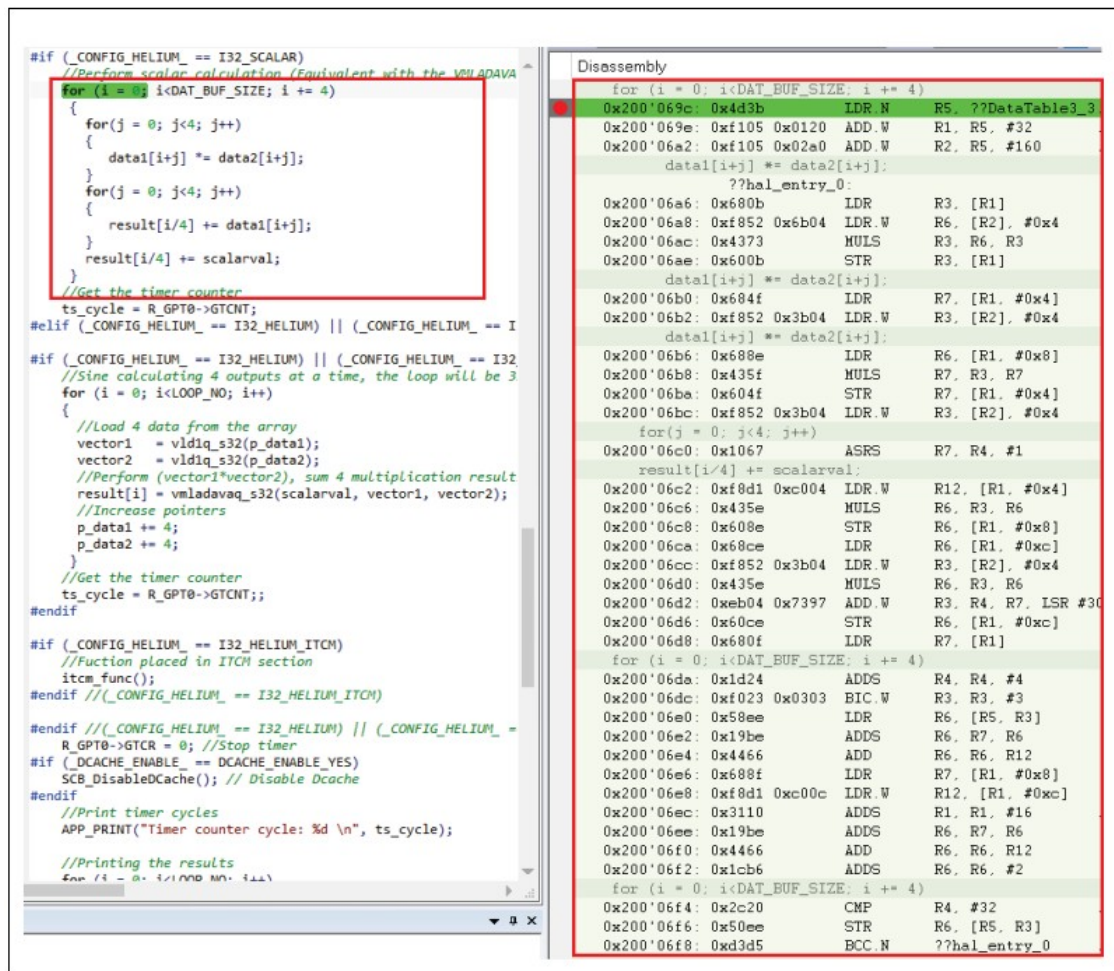 #if (_CONFIG_HELIUM_ == I32_SCALAR)
//Perform scalar calculation (Equivalent with the VMLADAVA
for (i = 0; i<DAT_BUF_SIZE; i += 4)
{
for(j = 0; j<4; j++)
{
data1[i+j] *= data2[i+j];
}
for(j = 0; j<4; j++)
{
result[i/4] += data1[i+j];
}
result[i/4] += scalarval;
}
//Get the timer counter
ts_cycle = R_GPT0->GTCNT;
#elif (_CONFIG_HELIUM_ == I32_HELIUM) || (_CONFIG_HELIUM_ == I
#if (_CONFIG_HELIUM_ == I32_HELIUM) || (_CONFIG_HELIUM_ == I32_
//Sine calculating 4 outputs at a time, the loop will be 3
for (i = 0; i<LOOP_NO; i++)
{
//Load 4 data from the array
vector1 = vld1q_s32(p_data1);
vector2 = vld1q_s32(p_data2);
//Perform (vector1*vector2), sum 4 multiplication result
result[i] = vmladavaq_s32(scalarval, vector1, vector2);
//Increase pointers
p_data1 += 4;
p_data2 += 4;
}
//Get the timer counter
ts_cycle = R_GPT0->GTCNT;;
#endif
#if (_CONFIG_HELIUM_ == I32_HELIUM_ITCM)
//Fuction placed in ITCM section
itcm_func();
#endif //(_CONFIG_HELIUM_ == I32_HELIUM_ITCM)
#endif //(_CONFIG_HELIUM_ == I32_HELIUM) || (_CONFIG_HELIUM_ =
R_GPT0->GTCR = 0; //Stop timer
#if (_DCACHE_ENABLE_ == DCACHE_ENABLE_YES)
SCB_DisableDCache(); // Disable Dcache
#endif
//Print timer cycles
APP_PRINT("Timer counter cycle: %d \n", ts_cycle);
//Printing the results
for (i = 0; i<LOOP_NO; i++)
Disassembly
for (i = 0; i<DAT_BUF_SIZE; i += 4)
0x200'069c: 0x4d3b LDR.N R5, ??DataTable3_3
0x200'069e: 0xf105 0x0120 ADD.W R1, R5, #32
0x200'06a2: 0xf105 0x02a0 ADD.W R2, R5, #160
data1[i+j] *= data2[i+j];
??hal_entry_0:
0x200'06a6: 0x680b LDR R3, [R1]
0x200'06a8: 0xf852 0x6b04 LDR.W R6, [R2], #0x4
0x200'06ac: 0x4373 MULS R3, R6, R3
0x200'06ae: 0x600b STR R3, [R1]
data1[i+j] *= data2[i+j];
0x200'06b0: 0x684f LDR R7, [R1, #0x4]
0x200'06b2: 0xf852 0x3b04 LDR.W R3, [R2], #0x4
data1[i+j] *= data2[i+j];
0x200'06b6: 0x688e LDR R6, [R1, #0x8]
0x200'06b8: 0x435f MULS R7, R3, R7
0x200'06ba: 0x604f STR R7, [R1, #0x4]
0x200'06bc: 0xf852 0x3b04 LDR.W R3, [R2], #0x4
for(j = 0; j<4; j++)
0x200'06c0: 0x1067 ASRS R7, R4, #1
result[i/4] += scalarval;
0x200'06c2: 0xf8d1 0xc004 LDR.W R12, [R1, #0x4]
0x200'06c6: 0x435e MULS R6, R3, R6
0x200'06c8: 0x608e STR R6, [R1, #0x8]
0x200'06ca: 0x68ce LDR R6, [R1, #0xc]
0x200'06cc: 0xf852 0x3b04 LDR.W R3, [R2], #0x4
0x200'06d0: 0x435e MULS R6, R3, R6
0x200'06d2: 0xeb04 0x7397 ADD.W R3, R4, R7, LSR #30
0x200'06d6: 0x60ce STR R6, [R1, #0xc]
0x200'06d8: 0x680f LDR R7, [R1]
for (i = 0; i<DAT_BUF_SIZE; i += 4)
0x200'06da: 0x1d24 ADDS R4, R4, #4
0x200'06dc: 0xf023 0x0303 BIC.W R3, R3, #3
0x200'06e0: 0x58ee LDR R6, [R5, R3]
0x200'06e2: 0x19be ADDS R6, R7, R6
0x200'06e4: 0x4466 ADD R6, R6, R12
0x200'06e6: 0x688f LDR R7, [R1, #0x8]
0x200'06e8: 0xf8d1 0xc00c LDR.W R12, [R1, #0xc]
0x200'06ec: 0x3110 ADDS R1, R1, #16
0x200'06ee: 0x19be ADDS R6, R7, R6
0x200'06f0: 0x4466 ADD R6, R6, R12
0x200'06f2: 0x1cb6 ADDS R6, R6, #2
for (i = 0; i<DAT_BUF_SIZE; i += 4)
0x200'06f4: 0x2c20 CMP R4, #32
0x200'06f6: 0x50ee STR R6, [R5, R3]
0x200'06f8: 0xd3d5 BCC.N ??hal_entry_0